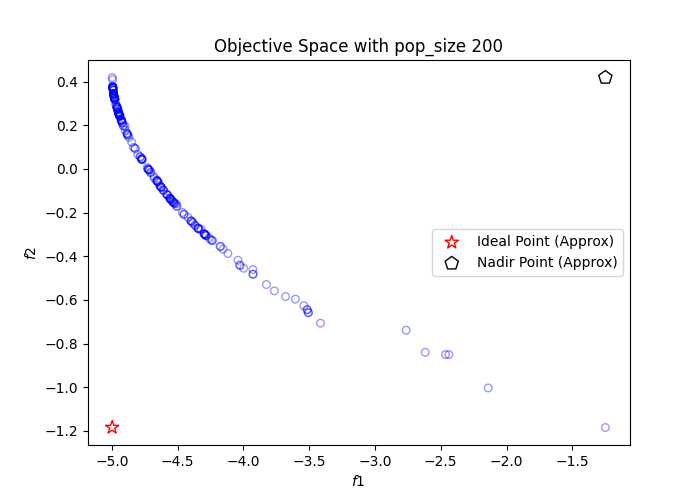 Objective Space with pop_size 200
0.4
0.2
0.0
−0.2
−0.4
−0.6
−0.8
−1.0
−1.2
f2
Ideal Point (Approx)
Nadir Point (Approx)
−5.0 −4.5 −4.0 −3.5 −3.0 −2.5 −2.0 −1.5
f1